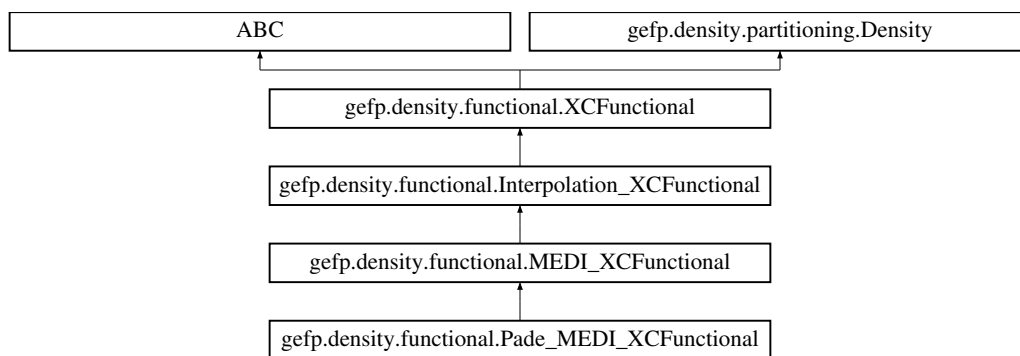 ABC
gefp.density.partitioning.Density
gefp.density.functional.XCFunctional
gefp.density.functional.Interpolation_XCFunctional
gefp.density.functional.MEDI_XCFunctional
gefp.density.functional.Pade_MEDI_XCFunctional